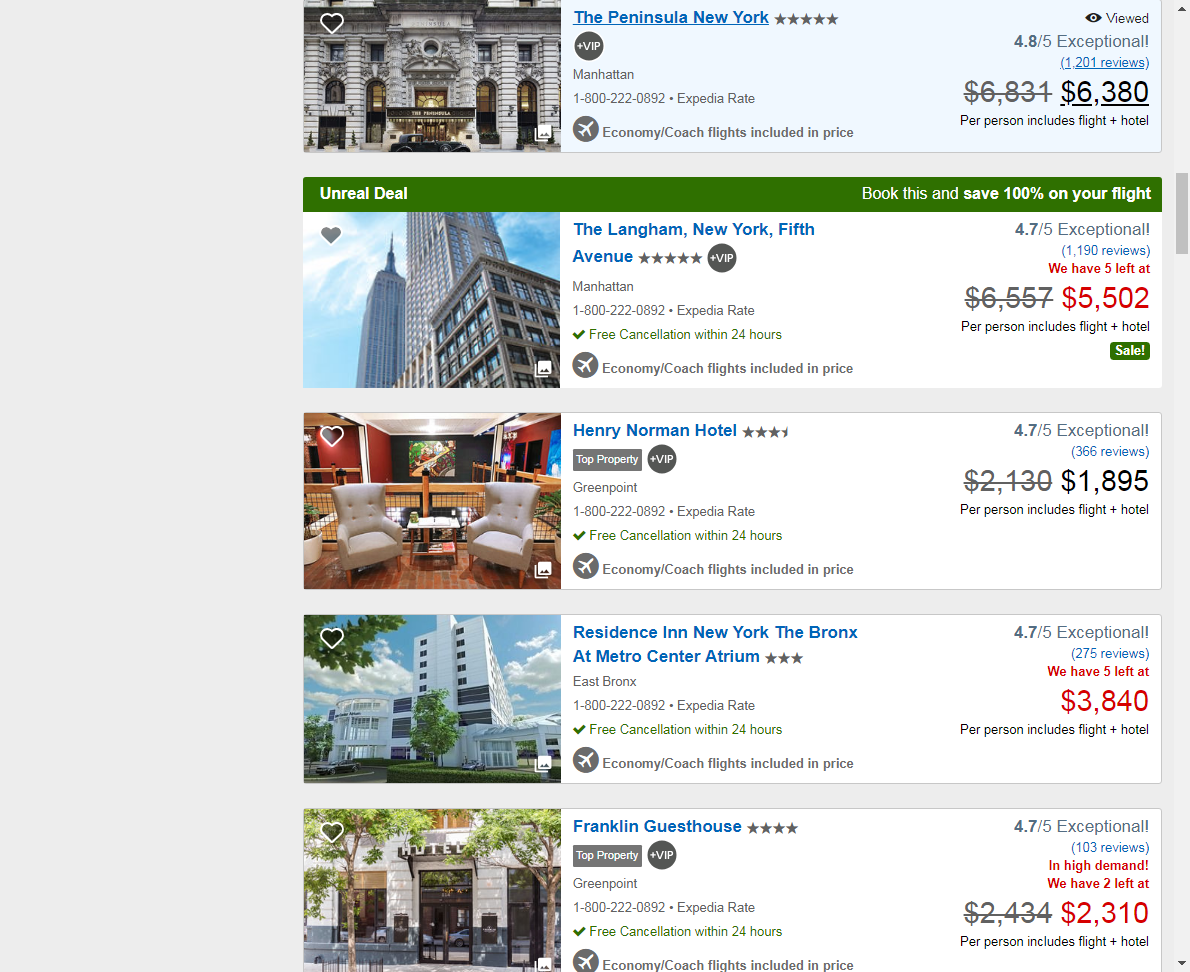 The Peninsula New York
Viewed
+VIP
4.8/5 Exceptional!
(1,201 reviews)
Manhattan
$6,831 $6,380
1-800-222-0892 • Expedia Rate
Per person includes flight + hotel
THE PENINSULA
Economy/Coach flights included in price
Unreal Deal
Book this and save 100% on your flight
The Langham, New York, Fifth
Avenue +VIP
4.7/5 Exceptional!
(1,190 reviews)
We have 5 left at
Manhattan
$6,557 $5,502
1-800-222-0892 • Expedia Rate
Per person includes flight + hotel
Free Cancellation within 24 hours
Sale!
Economy/Coach flights included in price
Henry Norman Hotel
4.7/5 Exceptional!
Top Property +VIP
(366 reviews)
Greenpoint
$2,130 $1,895
1-800-222-0892 • Expedia Rate
Per person includes flight + hotel
Free Cancellation within 24 hours
Economy/Coach flights included in price
Residence Inn New York The Bronx
At Metro Center Atrium
4.7/5 Exceptional!
(275 reviews)
We have 5 left at
East Bronx
$3,840
1-800-222-0892 • Expedia Rate
Per person includes flight + hotel
Free Cancellation within 24 hours
Economy/Coach flights included in price
Franklin Guesthouse
4.7/5 Exceptional!
Top Property +VIP
(103 reviews)
In high demand!
We have 2 left at
Greenpoint
$2,434 $2,310
1-800-222-0892 • Expedia Rate
Per person includes flight + hotel
Free Cancellation within 24 hours
HOTEL
Economy/Coach flights included in price